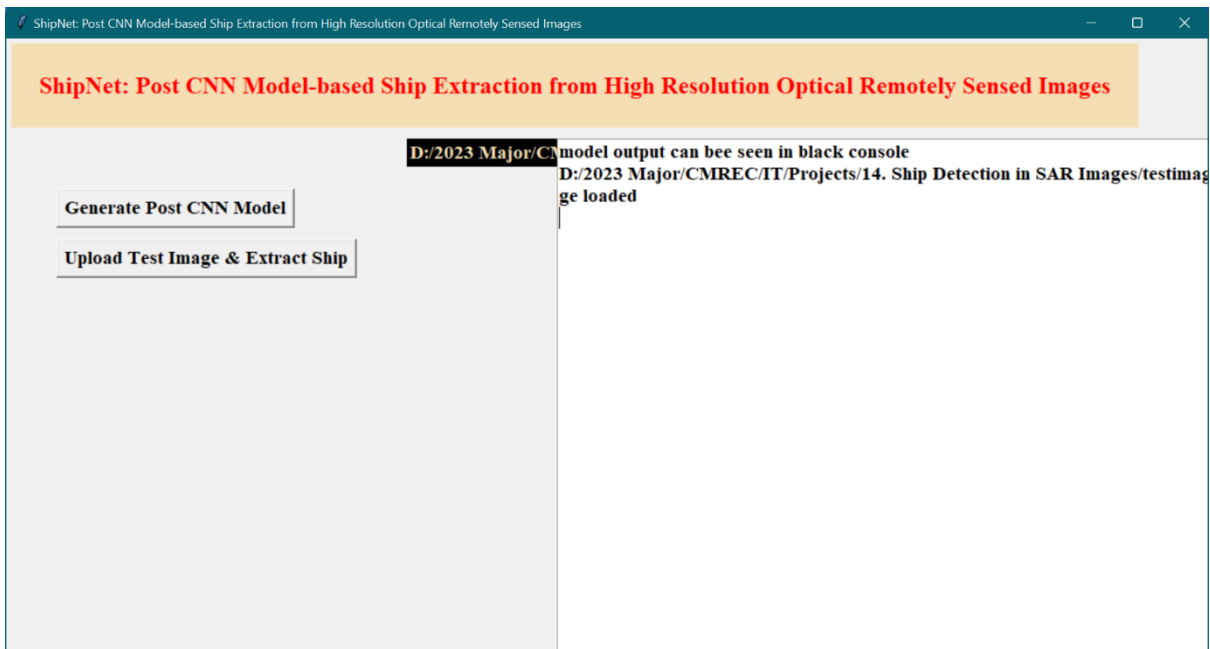 ShipNet: Post CNN Model-based Ship Extraction from High Resolution Optical Remotely Sensed Images
ShipNet: Post CNN Model-based Ship Extraction from High Resolution Optical Remotely Sensed Images
D:/2023 Major/CM
model output can bee seen in black console
D:/2023 Major/CMREC/IT/Projects/14. Ship Detection in SAR Images/testimag
ge loaded
Generate Post CNN Model
Upload Test Image & Extract Ship